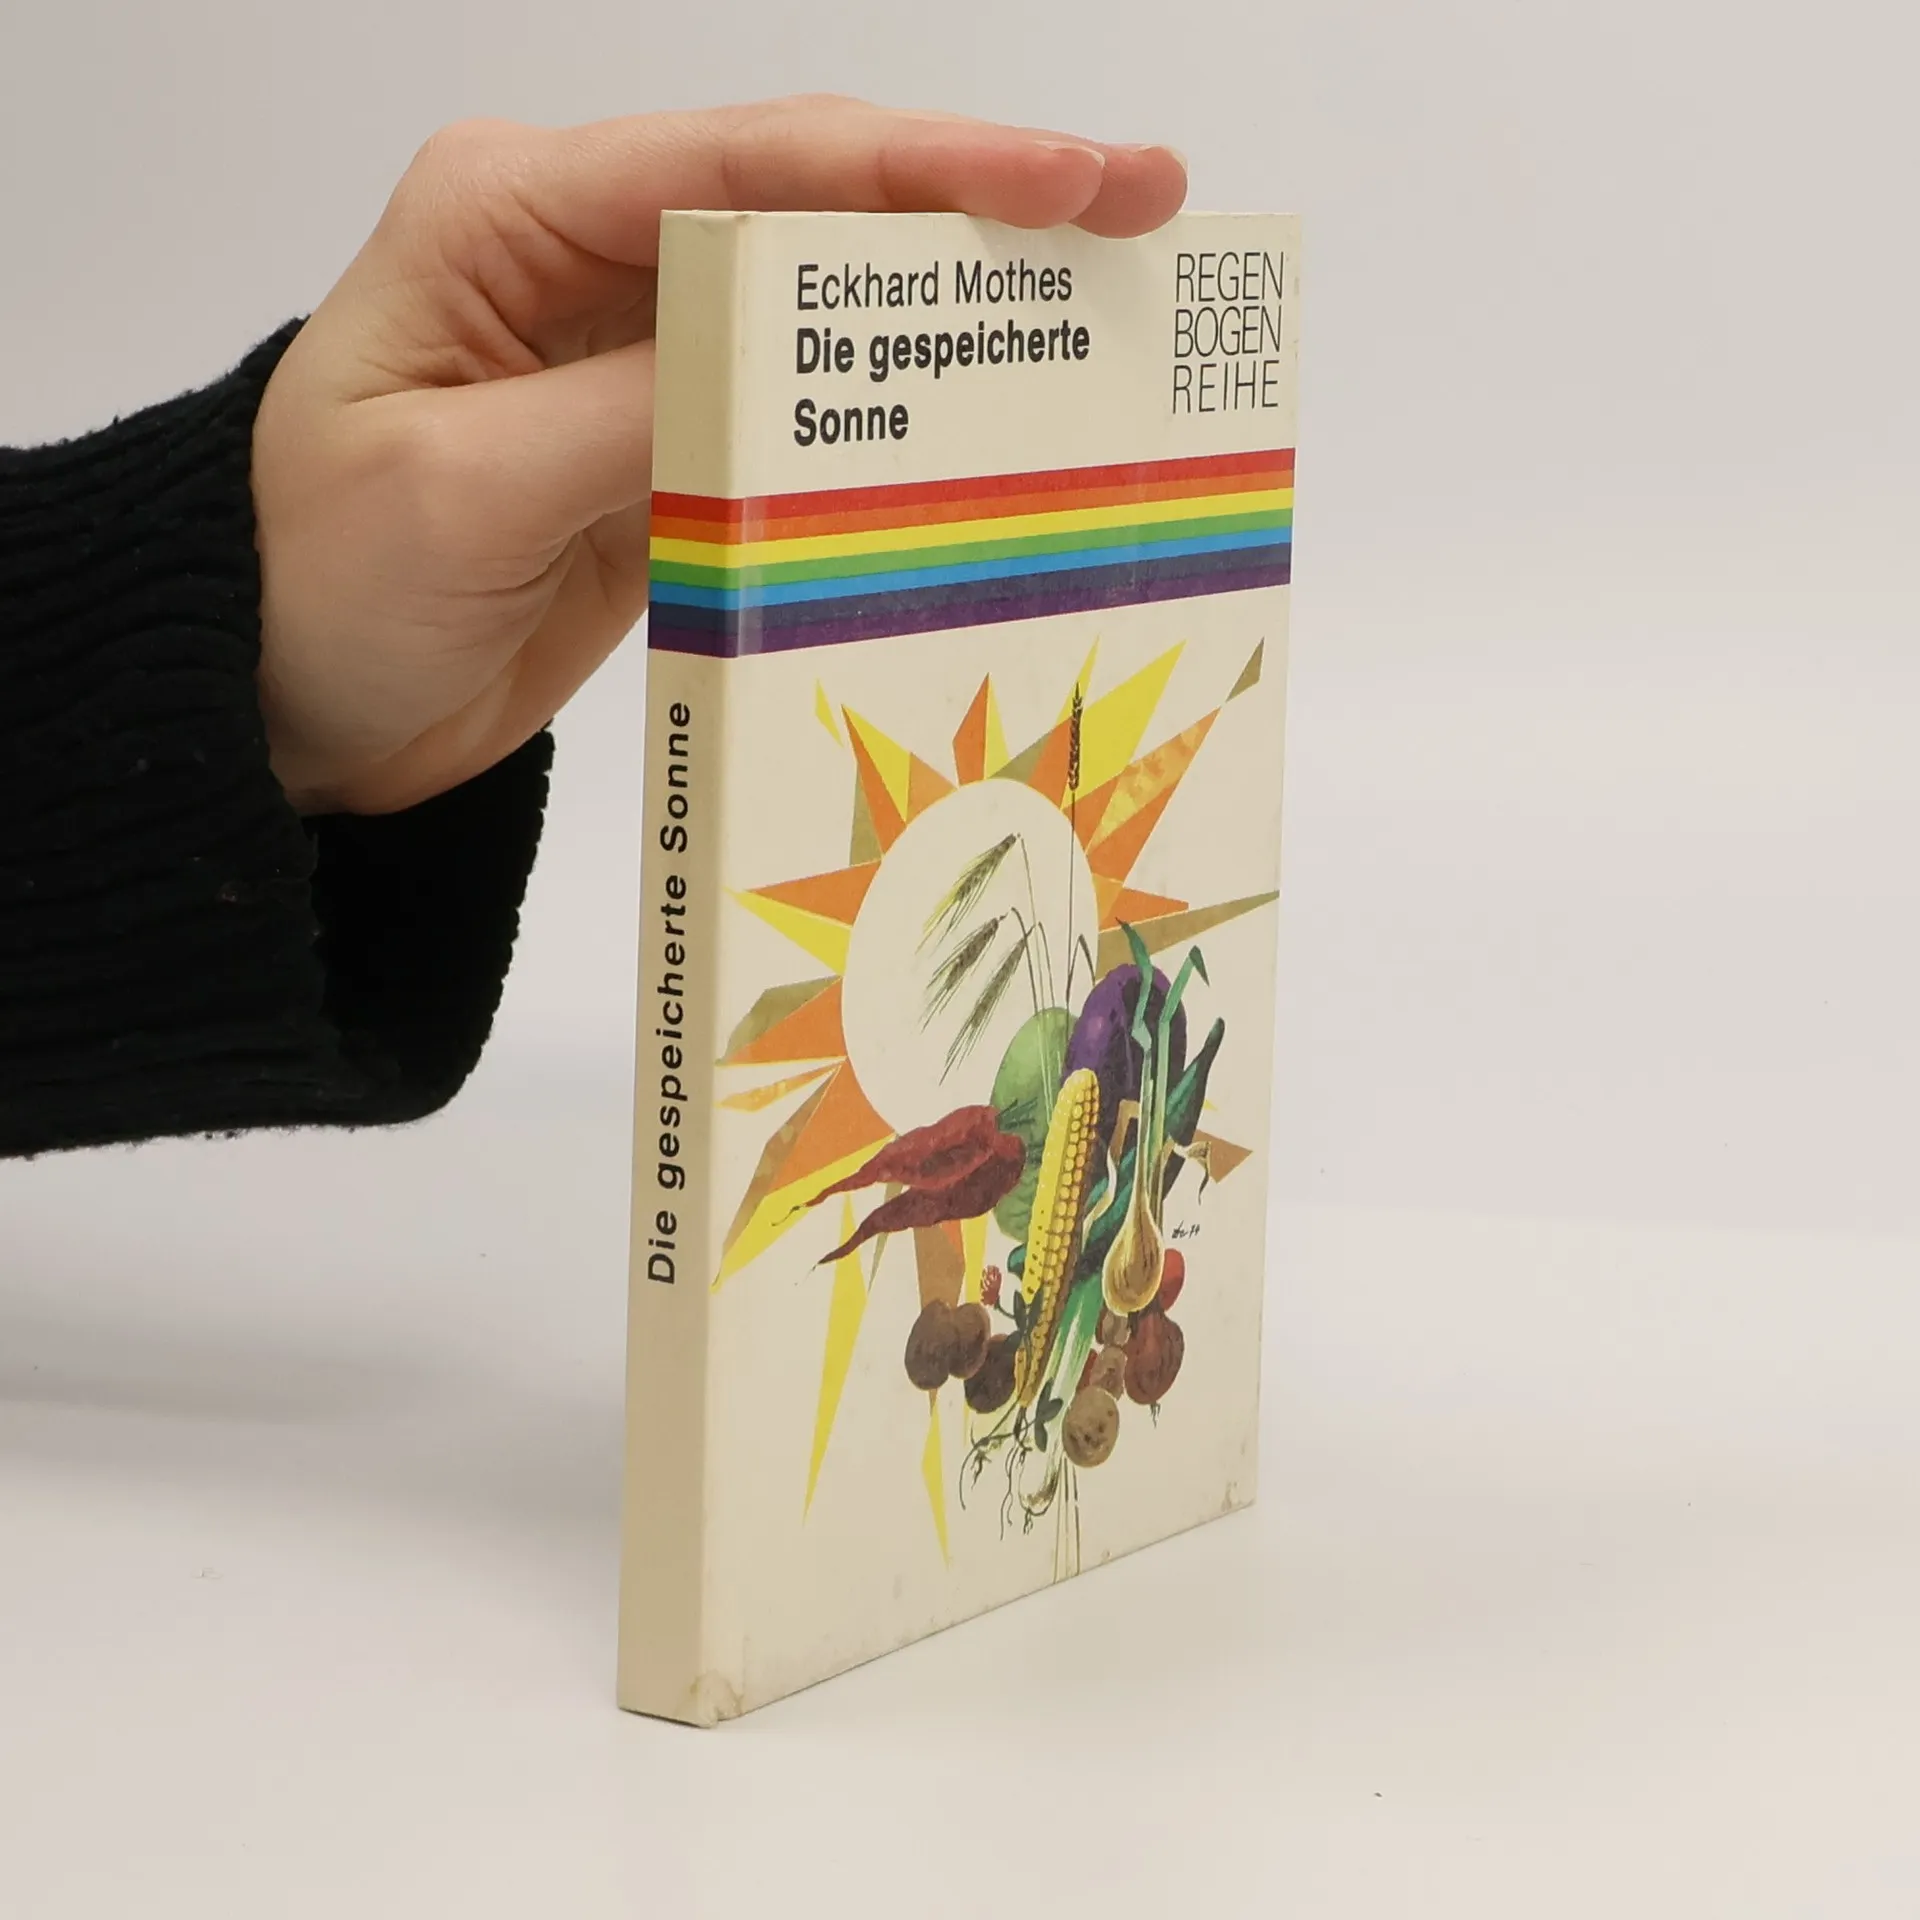 Eckhard Mothes
Die gespeicherte
Sonne
REGEN
BOGEN
REIHE
Die gespeicherte Sonne